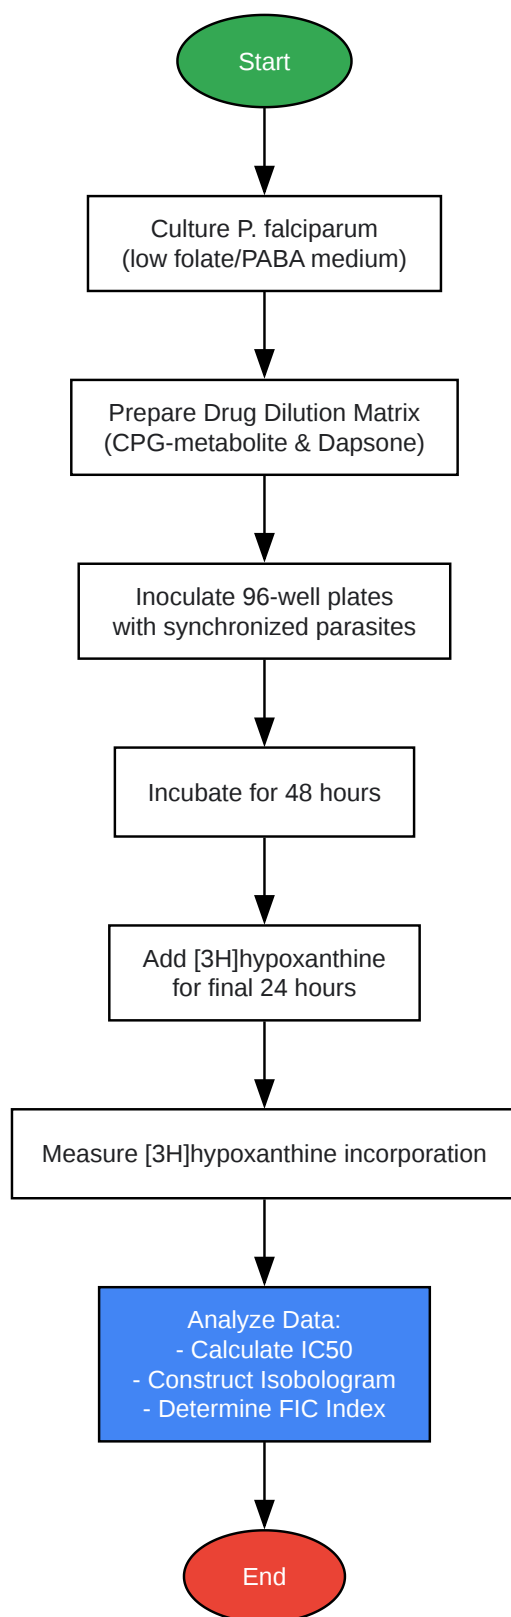 Start
Culture P. falciparum
(low folate/PABA medium)
Prepare Drug Dilution Matrix
(CPG-metabolite & Dapsone)
Inoculate 96-well plates
with synchronized parasites
Incubate for 48 hours
Add [3H]hypoxanthine
for final 24 hours
Measure [3H]hypoxanthine incorporation
Analyze Data:
- Calculate IC50
- Construct Isobologram
- Determine FIC Index
End